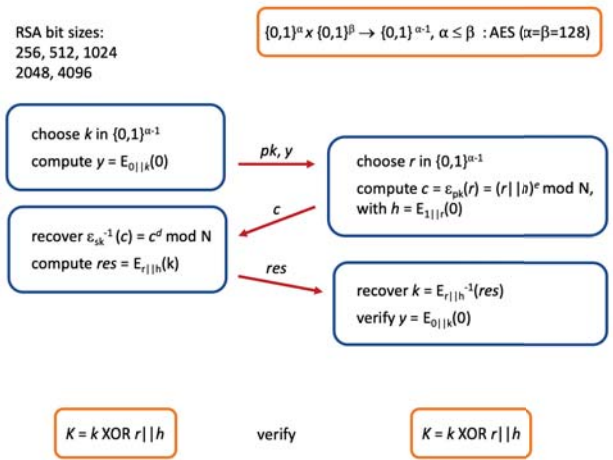 RSA bit sizes:
256, 512, 1024
2048, 4096
{0,1}ᵅ x {0,1}ᵝ → {0,1}ᵅ⁻¹, α ≤ β : AES (α=β=128)
choose k in {0,1}ᵅ⁻¹
compute y = E₀||ₖ(0)
pk, y
choose r in {0,1}ᵅ⁻¹
compute c = εpk(r) = (r||h)ᵉ mod N,
with h = E₁||ᵣ(0)
c
recover εsk⁻¹(c) = cᵈ mod N
compute res = Eᵣ||ₕ(k)
res
recover k = Eᵣ||ₕ⁻¹(res)
verify y = E₀||ₖ(0)
K = k XOR r||h
verify
K = k XOR r||h